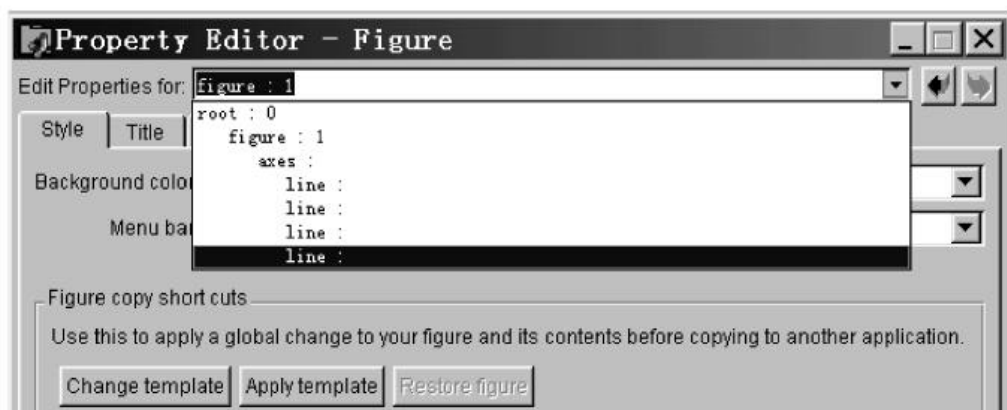 Property Editor - Figure
Edit Properties for: figure : 1
root : 0
figure : 1
axes :
line :
line :
line :
line :
Style
Title
Background colo
Menu ba
Figure copy short cuts
Use this to apply a global change to your figure and its contents before copying to another application.
Change template
Apply template
Restore figure